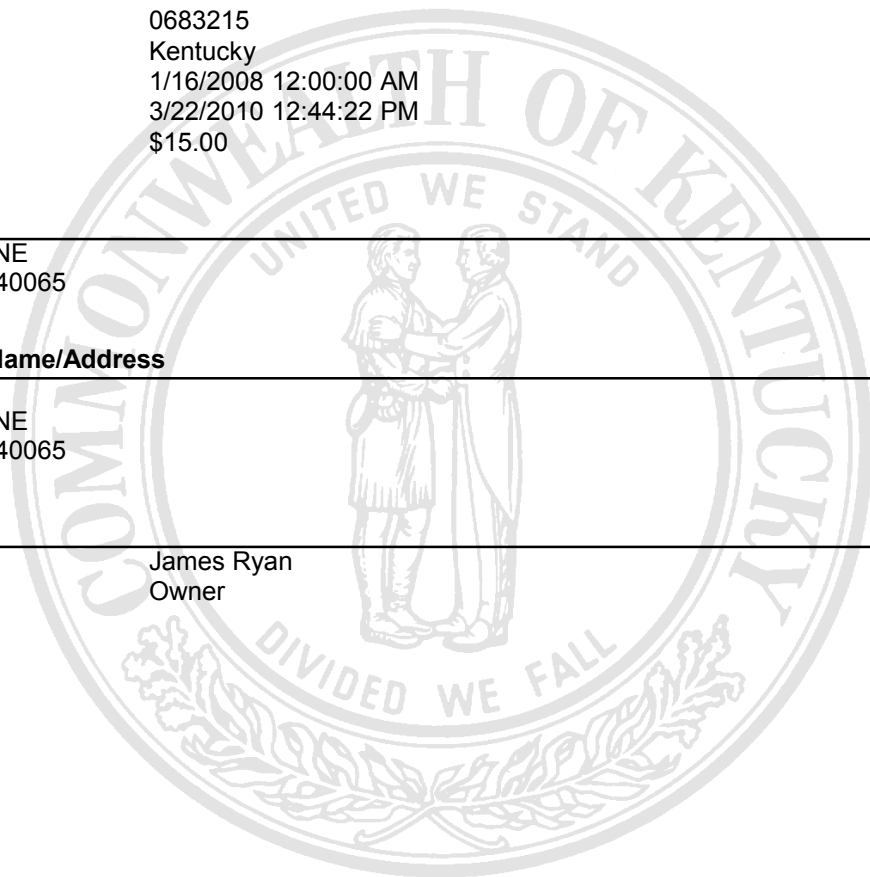 0683215
Kentucky
1/16/2008 12:00:00 AM
3/22/2010 12:44:22 PM
$15.00
COMMONWEALTH OF KENTUCKY
UNITED WE STAND
NE
40065
Name/Address
NE
40065
James Ryan
Owner
DIVIDED WE FALL